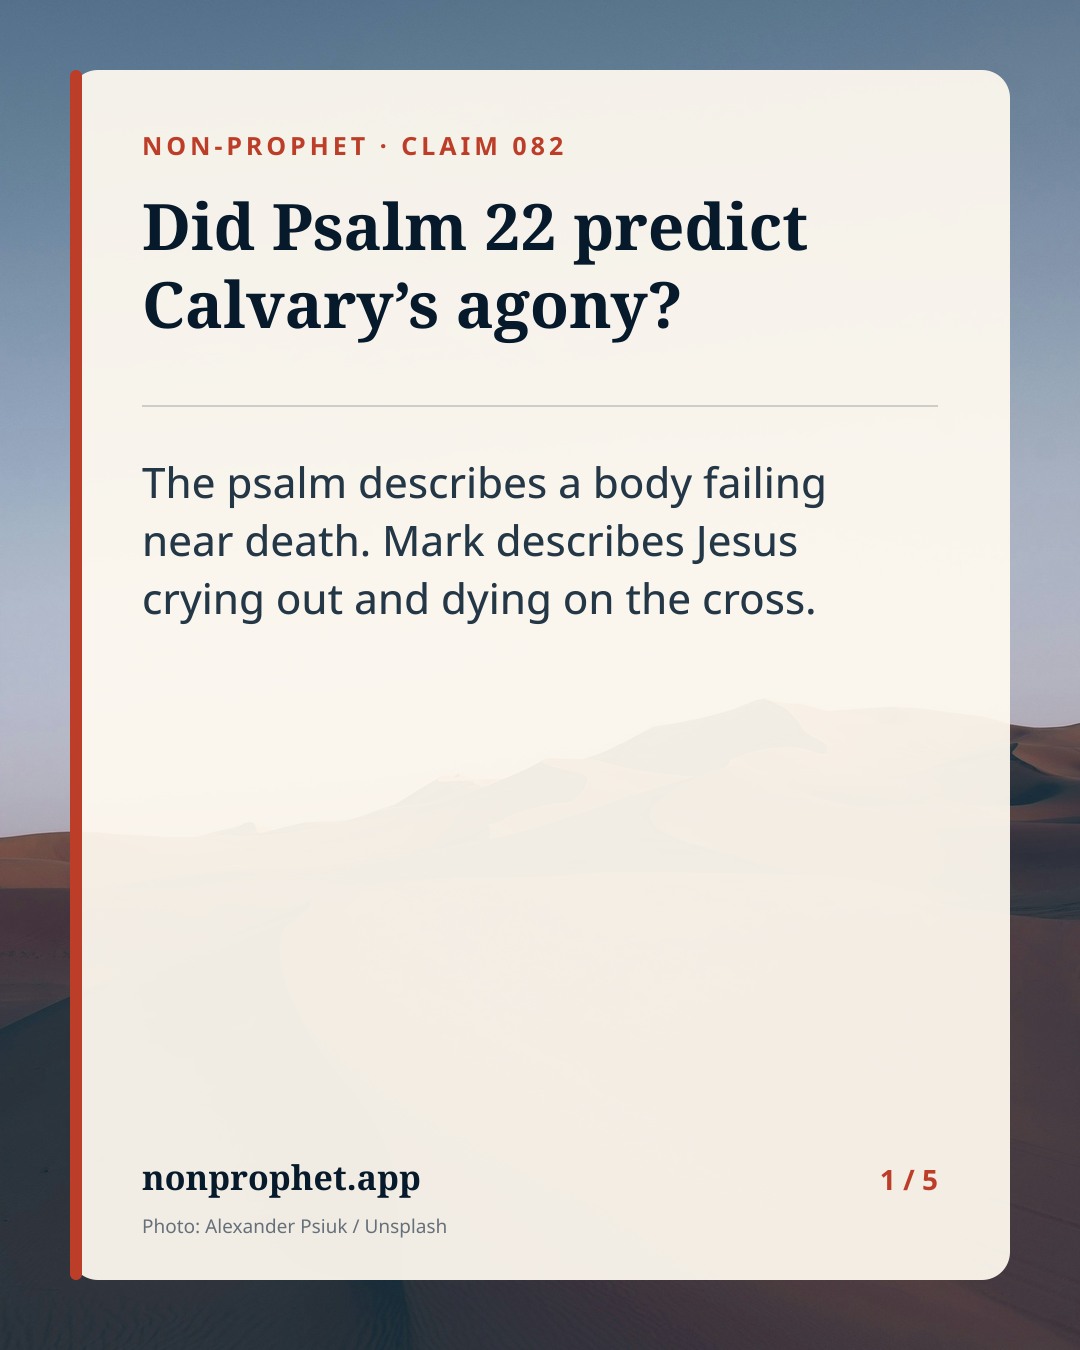 NON-PROPHET · CLAIM 082
Did Psalm 22 predict
Calvary’s agony?
The psalm describes a body failing
near death. Mark describes Jesus
crying out and dying on the cross.
nonprophet.app
1 / 5
Photo: Alexander Psiuk / Unsplash